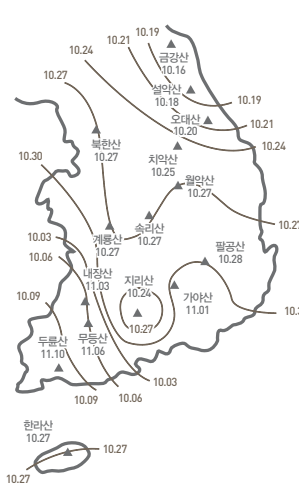 10.19
10.21
10.24
금강산
10.16
10.27
설악산
10.18
10.19
오대산
10.20
10.21
북한산
10.27
10.24
치악산
10.25
10.30
월악산
10.27
속리산
10.27
10.27
10.03
계룡산
10.27
팔공산
10.28
10.06
내장산
11.03
지리산
10.24
가야산
11.01
10.09
10.27
10.3
두륜산
11.10
무등산
11.06
10.03
10.06
10.09
한라산
10.27
10.27
10.27